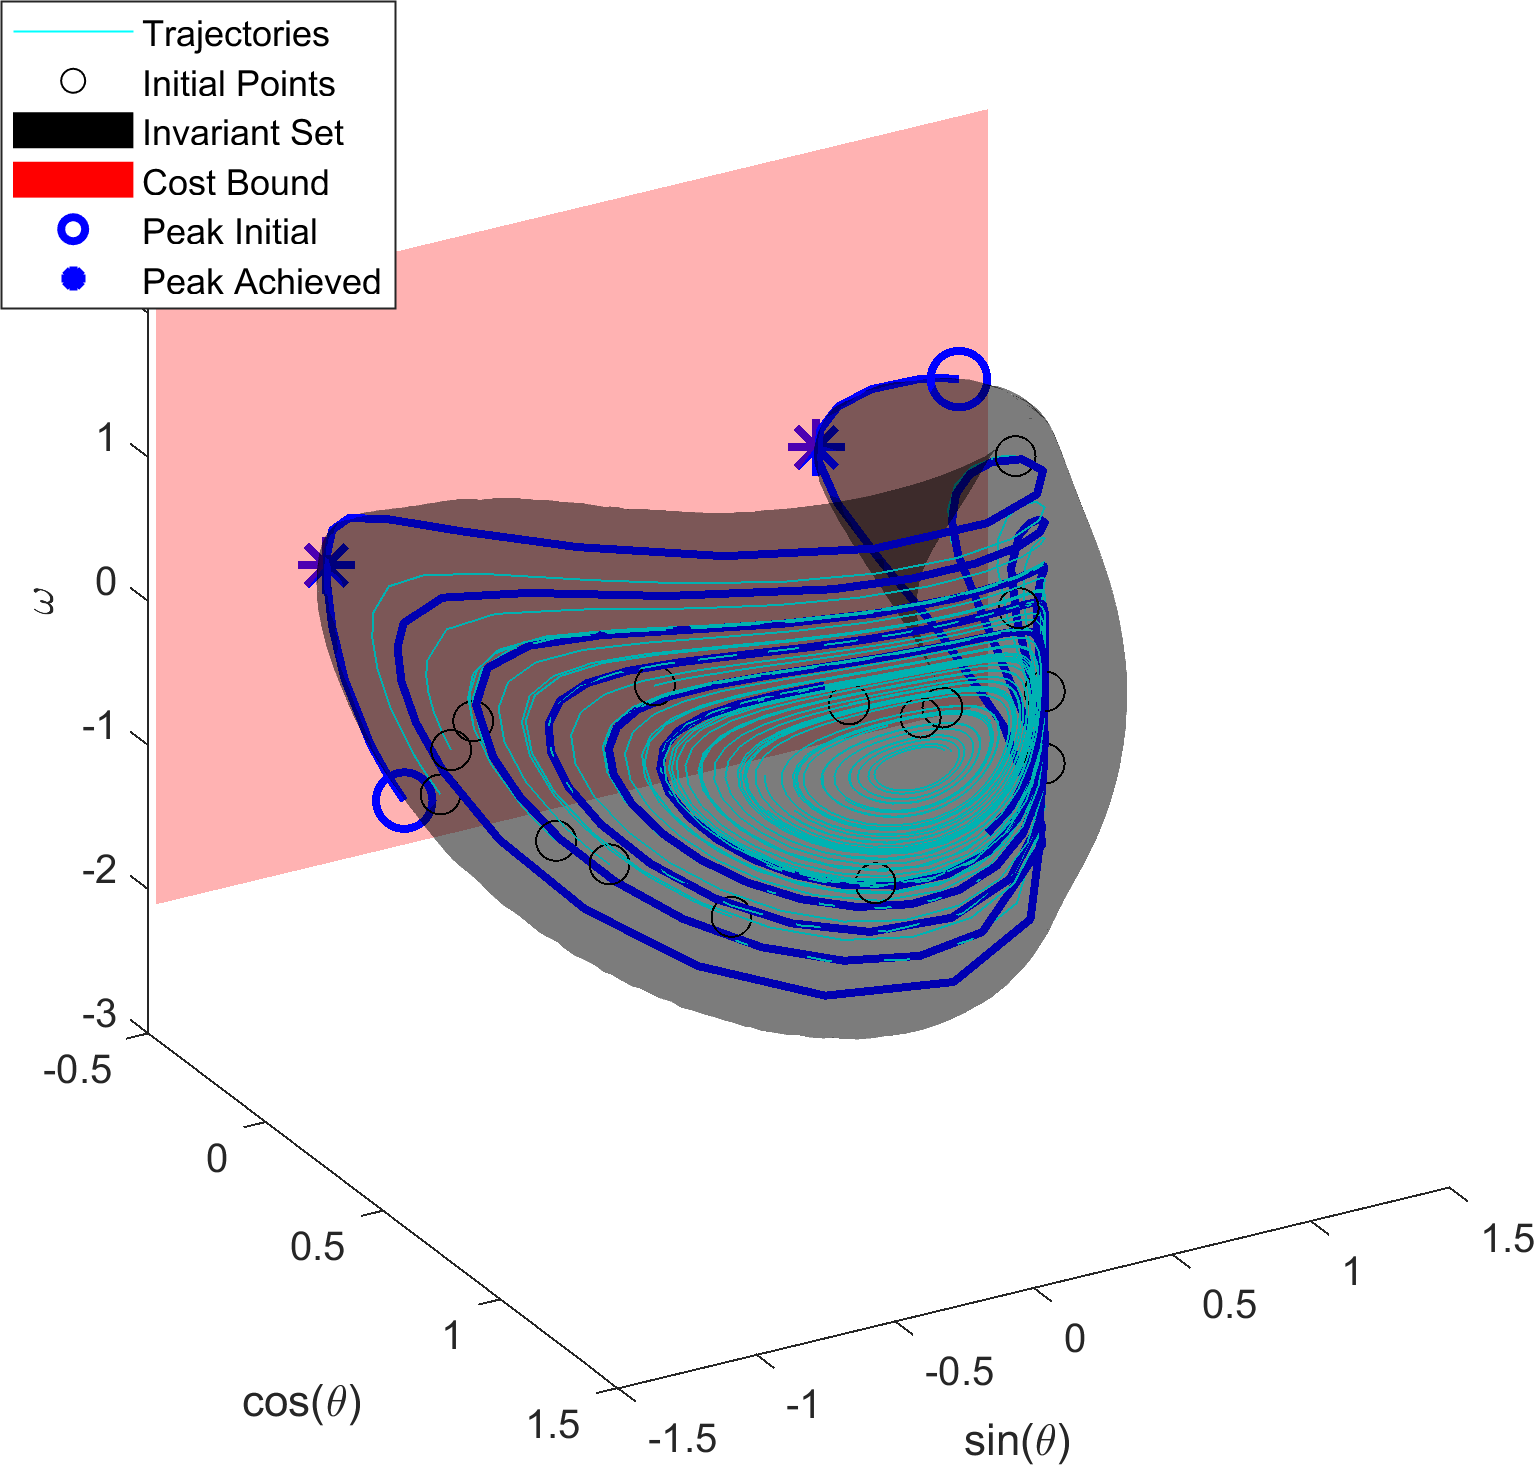 Trajectories
Initial Points
Invariant Set
Cost Bound
Peak Initial
Peak Achieved
1
0
-1
-2
-3
ω
-0.5
0
0.5
1
1.5
cos(θ)
-1.5
-1
-0.5
0
0.5
1
1.5
sin(θ)